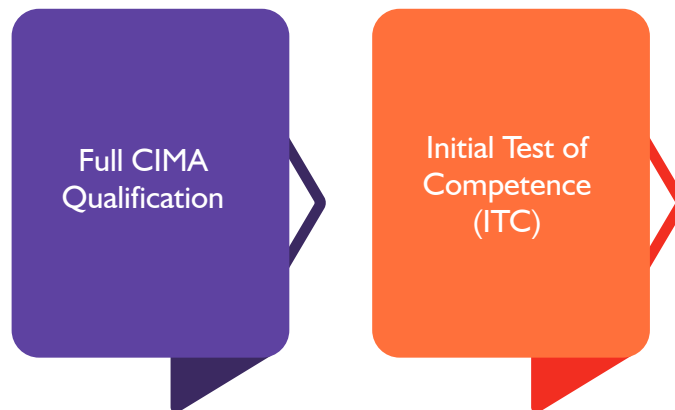 Full CIMA
Qualification
Initial Test of
Competence
(ITC)